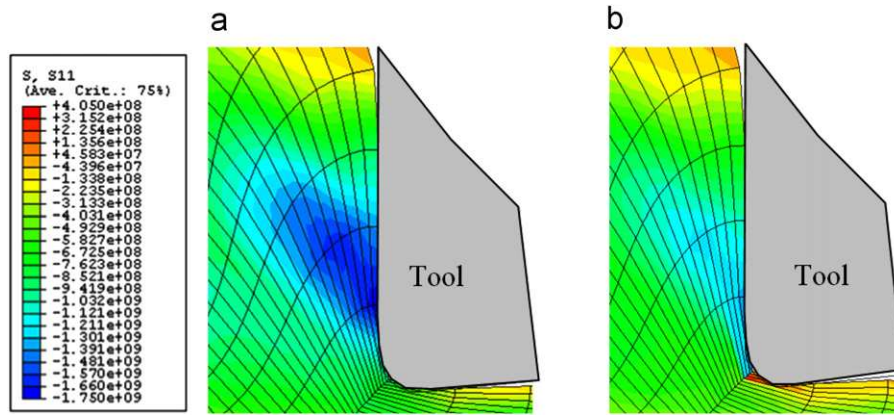 a
b
S, S11
(Ave. Crit.: 75%)
+4.050e+08
+3.152e+08
+2.254e+08
+1.356e+08
+4.583e+07
-4.396e+07
-1.338e+08
-2.235e+08
-3.133e+08
-4.031e+08
-4.929e+08
-5.827e+08
-6.725e+08
-7.623e+08
-8.521e+08
-9.419e+08
-1.032e+09
-1.121e+09
-1.211e+09
-1.301e+09
-1.391e+09
-1.481e+09
-1.570e+09
-1.660e+09
-1.750e+09
Tool
Tool